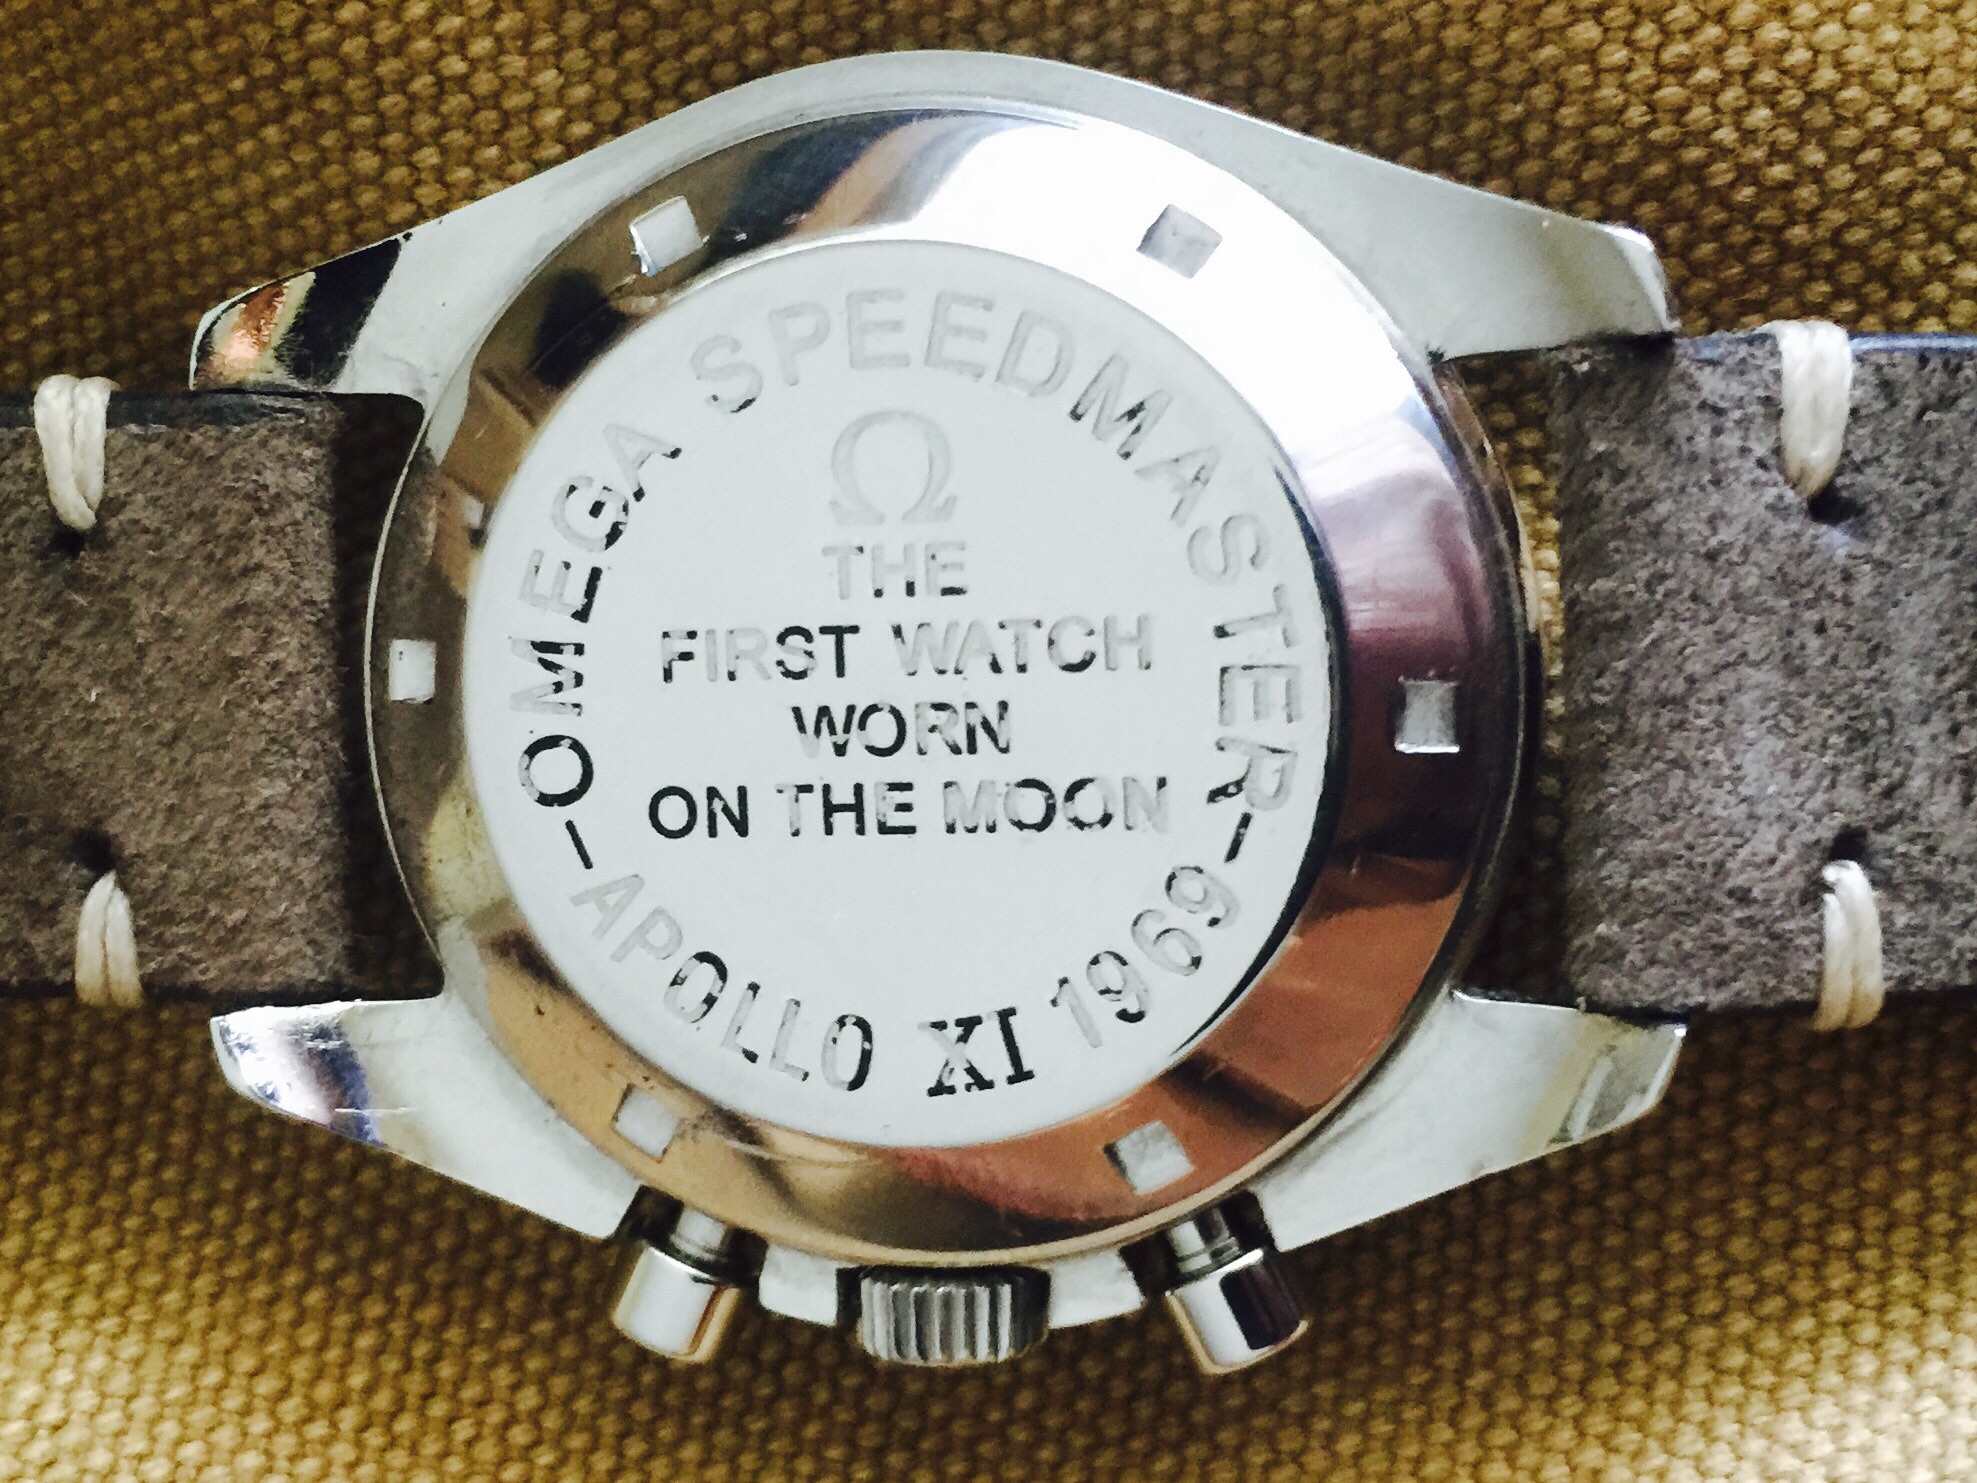 -OMEGA SPEEDMASTER-
Ω
THE
FIRST WATCH
WORN
ON THE MOON
APOLLO XI 1969